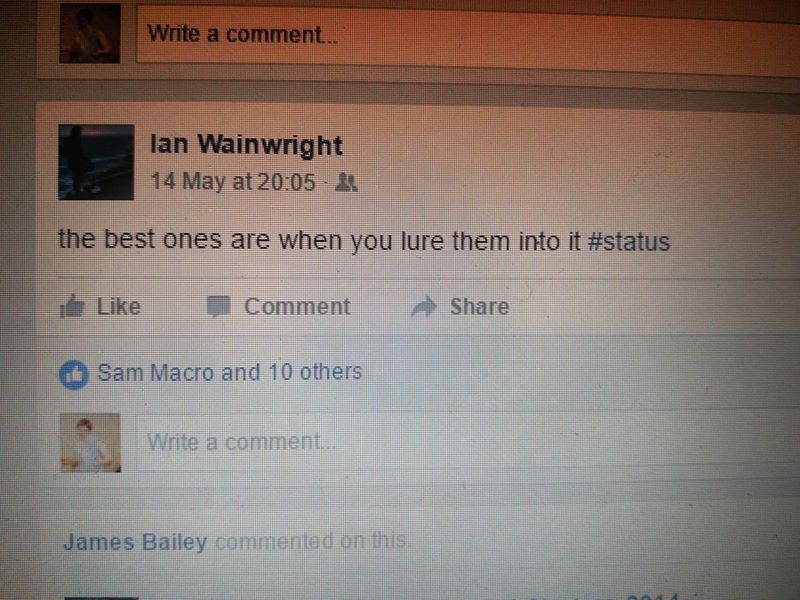 Write a comment...
Ian Wainwright
14 May at 20:05 ·
the best ones are when you lure them into it #status
Like Comment Share
Sam Macro and 10 others
Write a comment...
James Bailey commented on this.